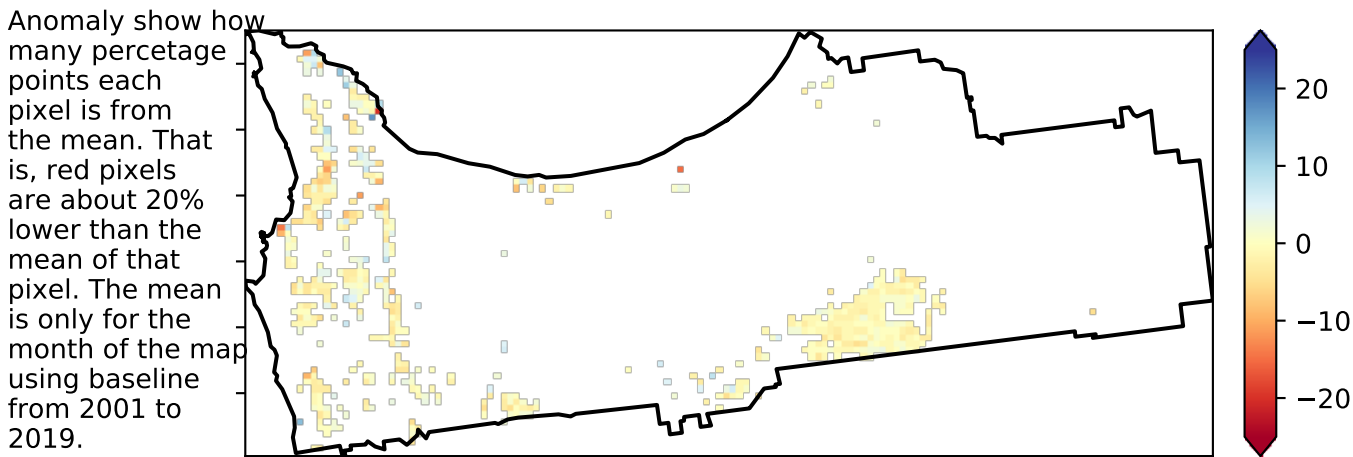 Anomaly show how
many percetage
points each
pixel is from
the mean. That
is, red pixels
are about 20%
lower than the
mean of that
pixel. The mean
is only for the
month of the map
using baseline
from 2001 to
2019.
20
10
0
−10
−20